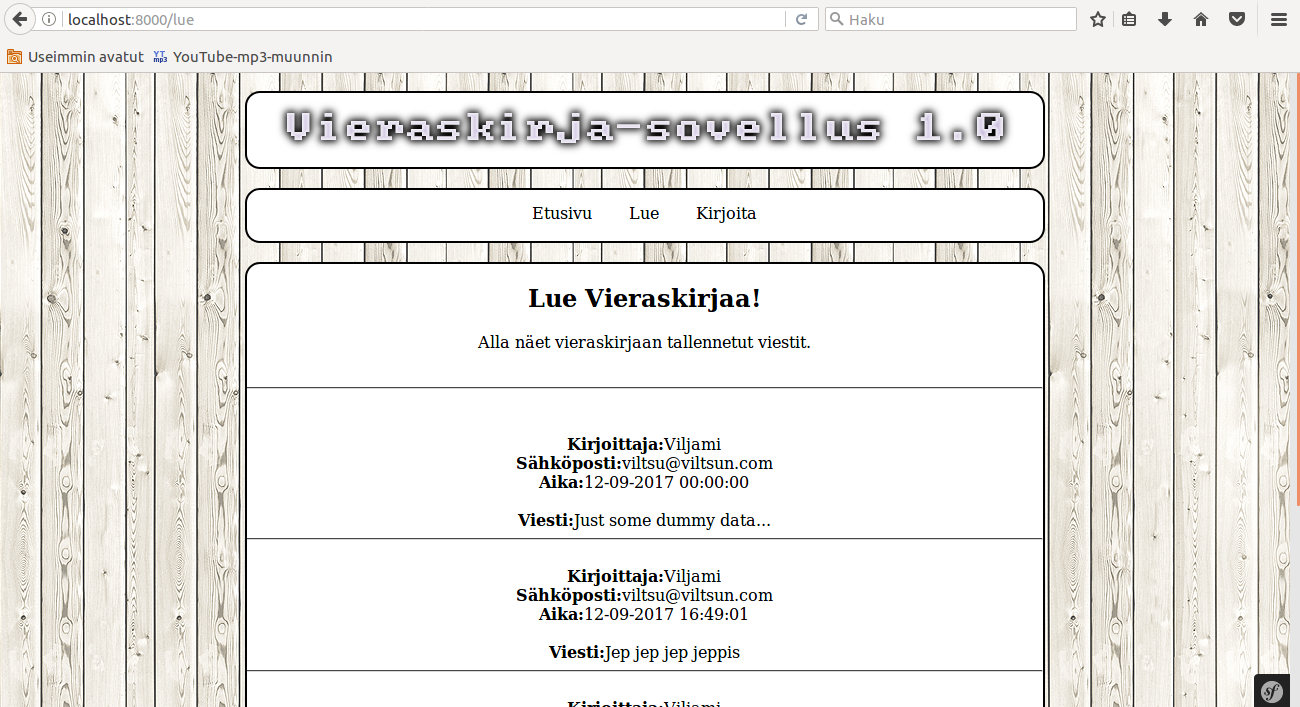 localhost:8000/lue
Haku
Useimmin avatut
YouTube-mp3-muunnin
Vieraskirja-sovellus 1.0
Etusivu Lue Kirjoita
Lue Vieraskirjaa!
Alla näet vieraskirjaan tallennetut viestit.
Kirjoittaja:Viljami
Sähköposti:viltsu@viltsun.com
Aika:12-09-2017 00:00:00
Viesti:Just some dummy data...
Kirjoittaja:Viljami
Sähköposti:viltsu@viltsun.com
Aika:12-09-2017 16:49:01
Viesti:Jep jep jep jeppis
Kirjoittaja:Viljami
sf